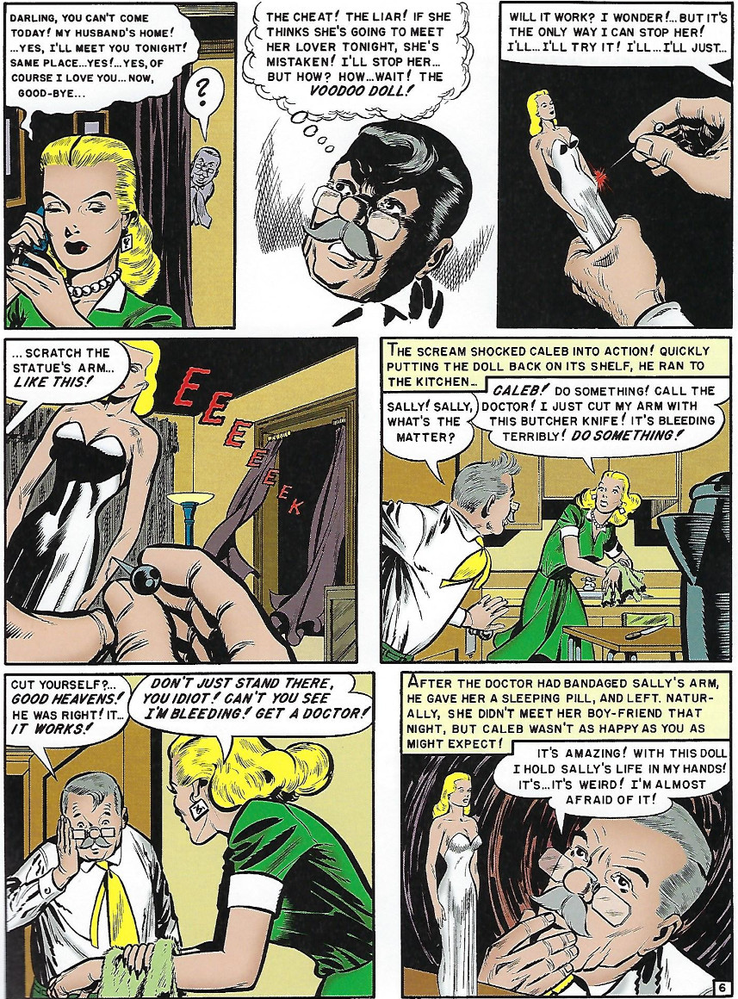 DARLING, YOU CAN'T COME
TODAY! MY HUSBAND'S HOME!
...YES, I'LL MEET YOU TONIGHT!
SAME PLACE...YES!...YES, OF
COURSE I LOVE YOU...NOW,
GOOD-BYE...
?
THE CHEAT! THE LIAR! IF SHE
THINKS SHE'S GOING TO MEET
HER LOVER TONIGHT, SHE'S
MISTAKEN! I'LL STOP HER...
BUT HOW? HOW...WAIT! THE
VOODOO DOLL!
WILL IT WORK? I WONDER!...BUT IT'S
THE ONLY WAY I CAN STOP HER!
I'LL...I'LL TRY IT! I'LL...I'LL JUST...
...SCRATCH THE
STATUE'S ARM...
LIKE THIS!
EEEEEEEK
THE SCREAM SHOCKED CALEB INTO ACTION! QUICKLY
PUTTING THE DOLL BACK ON ITS SHELF, HE RAN TO
THE KITCHEN...
SALLY! SALLY,
WHAT'S THE
MATTER?
CALEB! DO SOMETHING! CALL THE
DOCTOR! I JUST CUT MY ARM WITH
THIS BUTCHER KNIFE! IT'S BLEEDING
TERRIBLY! DO SOMETHING!
CUT YOURSELF?...
GOOD HEAVENS!
HE WAS RIGHT! IT...
IT WORKS!
DON'T JUST STAND THERE,
YOU IDIOT! CAN'T YOU SEE
I'M BLEEDING! GET A DOCTOR!
AFTER THE DOCTOR HAD BANDAGED SALLY'S ARM,
HE GAVE HER A SLEEPING PILL, AND LEFT. NATUR-
ALLY, SHE DIDN'T MEET HER BOY-FRIEND THAT
NIGHT, BUT CALEB WASN'T AS HAPPY AS YOU
MIGHT EXPECT!
IT'S AMAZING! WITH THIS DOLL
I HOLD SALLY'S LIFE IN MY HANDS!
IT'S...IT'S WEIRD! I'M ALMOST
AFRAID OF IT!
6